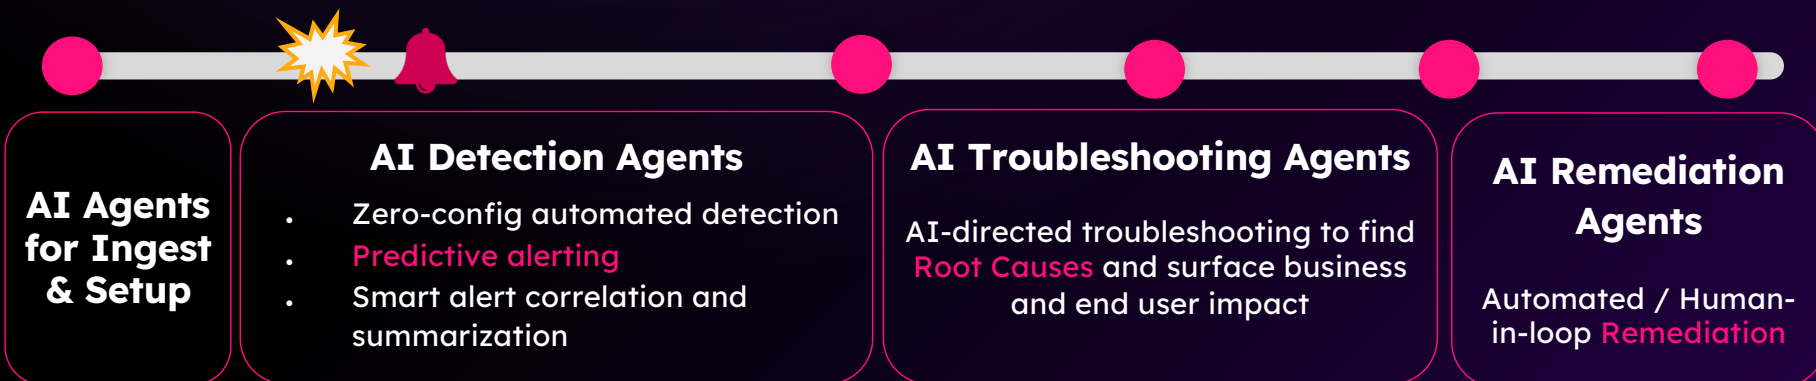 AI Agents
for Ingest
& Setup
AI Detection Agents
. Zero-config automated detection
. Predictive alerting
. Smart alert correlation and
summarization
AI Troubleshooting Agents
AI-directed troubleshooting to find
Root Causes and surface business
and end user impact
AI Remediation
Agents
Automated / Human-
in-loop Remediation